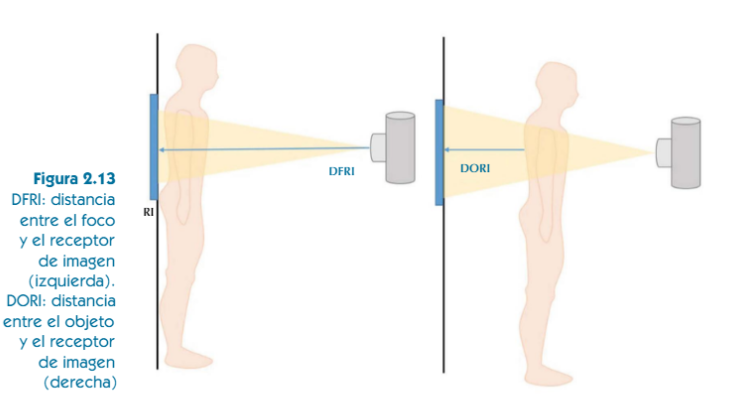 DFRI
DORI
RI
Figura 2.13
DFRI: distancia
entre el foco
y el receptor
de imagen
(izquierda).
DORI: distancia
entre el objeto
y el receptor
de imagen
(derecha)